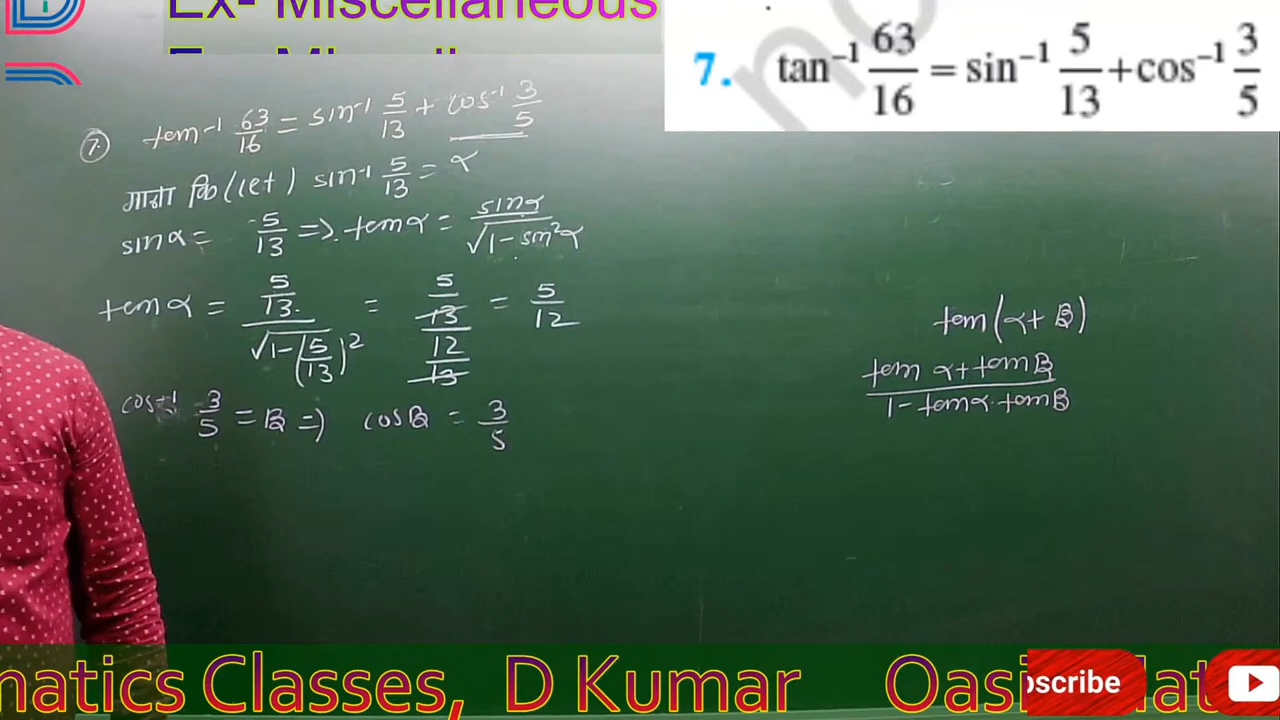 Ex- Miscellaneous
7. tan⁻¹ 63/16 = sin⁻¹ 5/13 + cos⁻¹ 3/5
7. tan⁻¹ 63/16 = sin⁻¹ 5/13 + cos⁻¹ 3/5
माना कि (let) sin⁻¹ 5/13 = α
sinα = 5/13 => tanα = sinα/√1-sin²α
tanα = 5/13/√1-(5/13)² = 5/13/12/13 = 5/12
cos⁻¹ 3/5 = β => cosβ = 3/5
tan(α+β)
tanα+tanβ
1-tanα.tanβ
matics Classes, D Kumar Oasi